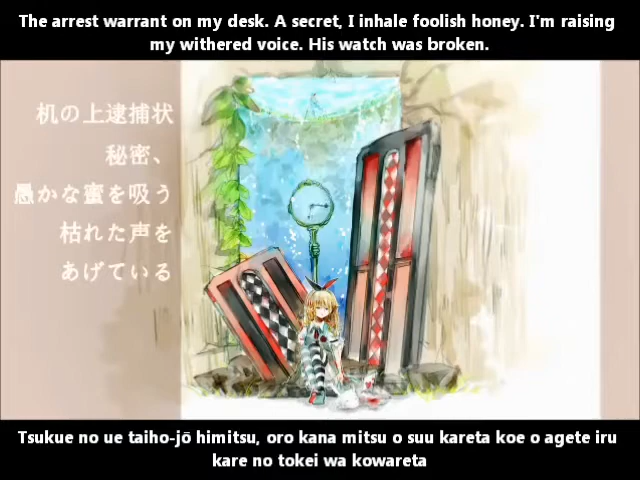 The arrest warrant on my desk. A secret, I inhale foolish honey. I'm raising
my withered voice. His watch was broken.
机の上逮捕状
秘密、
愚かな蜜を吸う
枯れた声を
あげている
Tsukue no ue taiho-jō himitsu, oro kana mitsu o suu kareta koe o agete iru
kare no tokei wa kowareta